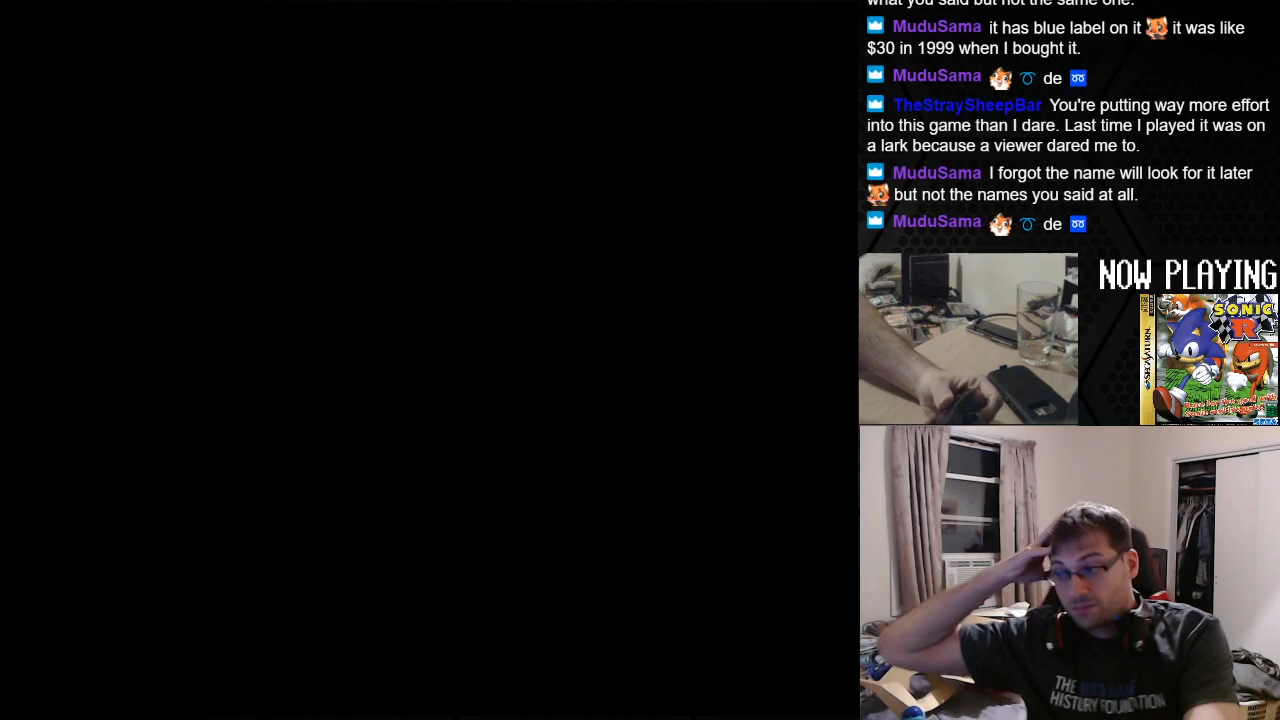 what you said but not the same one.
MuduSama it has blue label on it it was like
$30 in 1999 when I bought it.
MuduSama de
TheStraySheepBar You're putting way more effort
into this game than I dare. Last time I played it was on
a lark because a viewer dared me to.
MuduSama I forgot the name will look for it later
but not the names you said at all.
MuduSama de
NOW PLAYING
SONIC
R
SEGA SATURN
SEGA
THE
HISTORY FOUNDATION